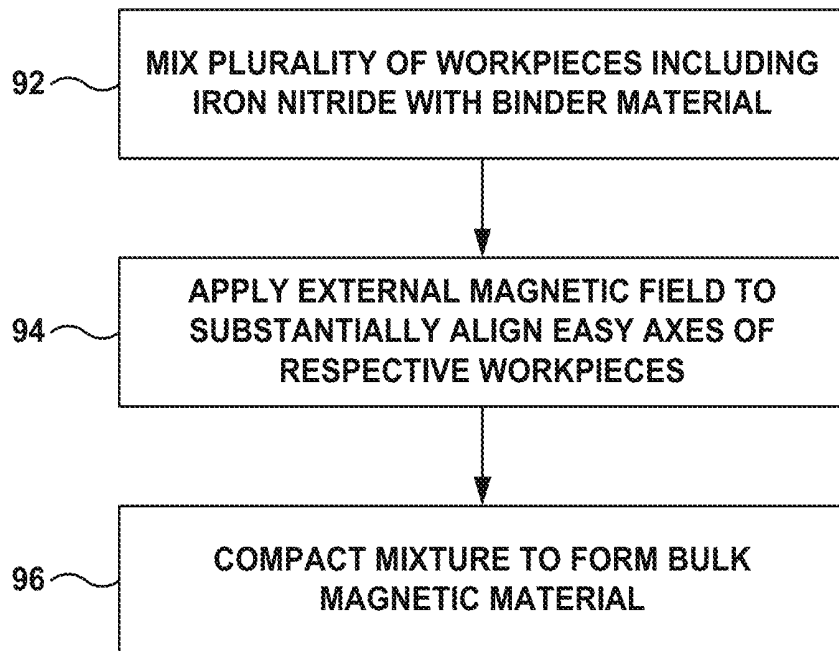 92
MIX PLURALITY OF WORKPIECES INCLUDING
IRON NITRIDE WITH BINDER MATERIAL
94
APPLY EXTERNAL MAGNETIC FIELD TO
SUBSTANTIALLY ALIGN EASY AXES OF
RESPECTIVE WORKPIECES
96
COMPACT MIXTURE TO FORM BULK
MAGNETIC MATERIAL